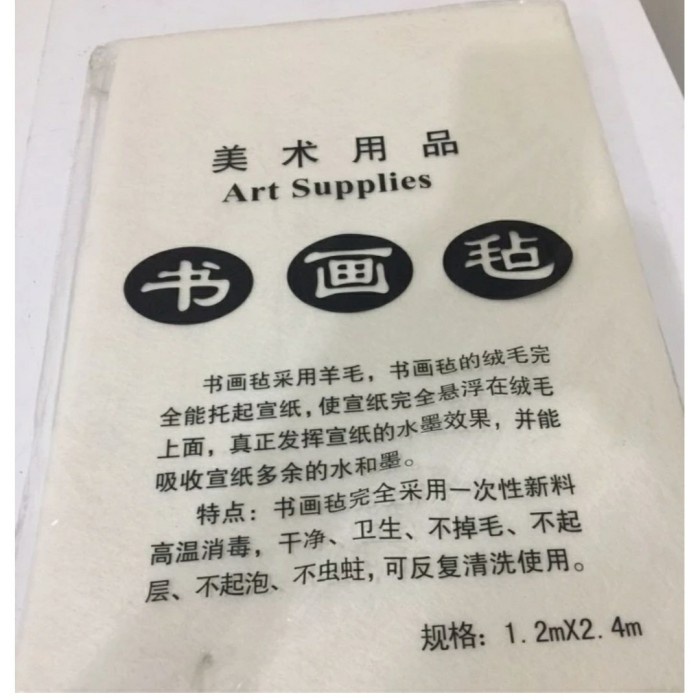 美术用品
Art Supplies
书画毡
书画毡采用羊毛，书画毡的绒毛完
全能托起宣纸，使宣纸完全悬浮在绒毛
上面，真正发挥宣纸的水墨效果，并能
吸收宣纸多余的水和墨。
特点：书画毡完全采用一次性新料
高温消毒，干净、卫生、不掉毛、不起
层、不起泡、不虫蛀，可反复清洗使用。
规格：1.2mX2.4m